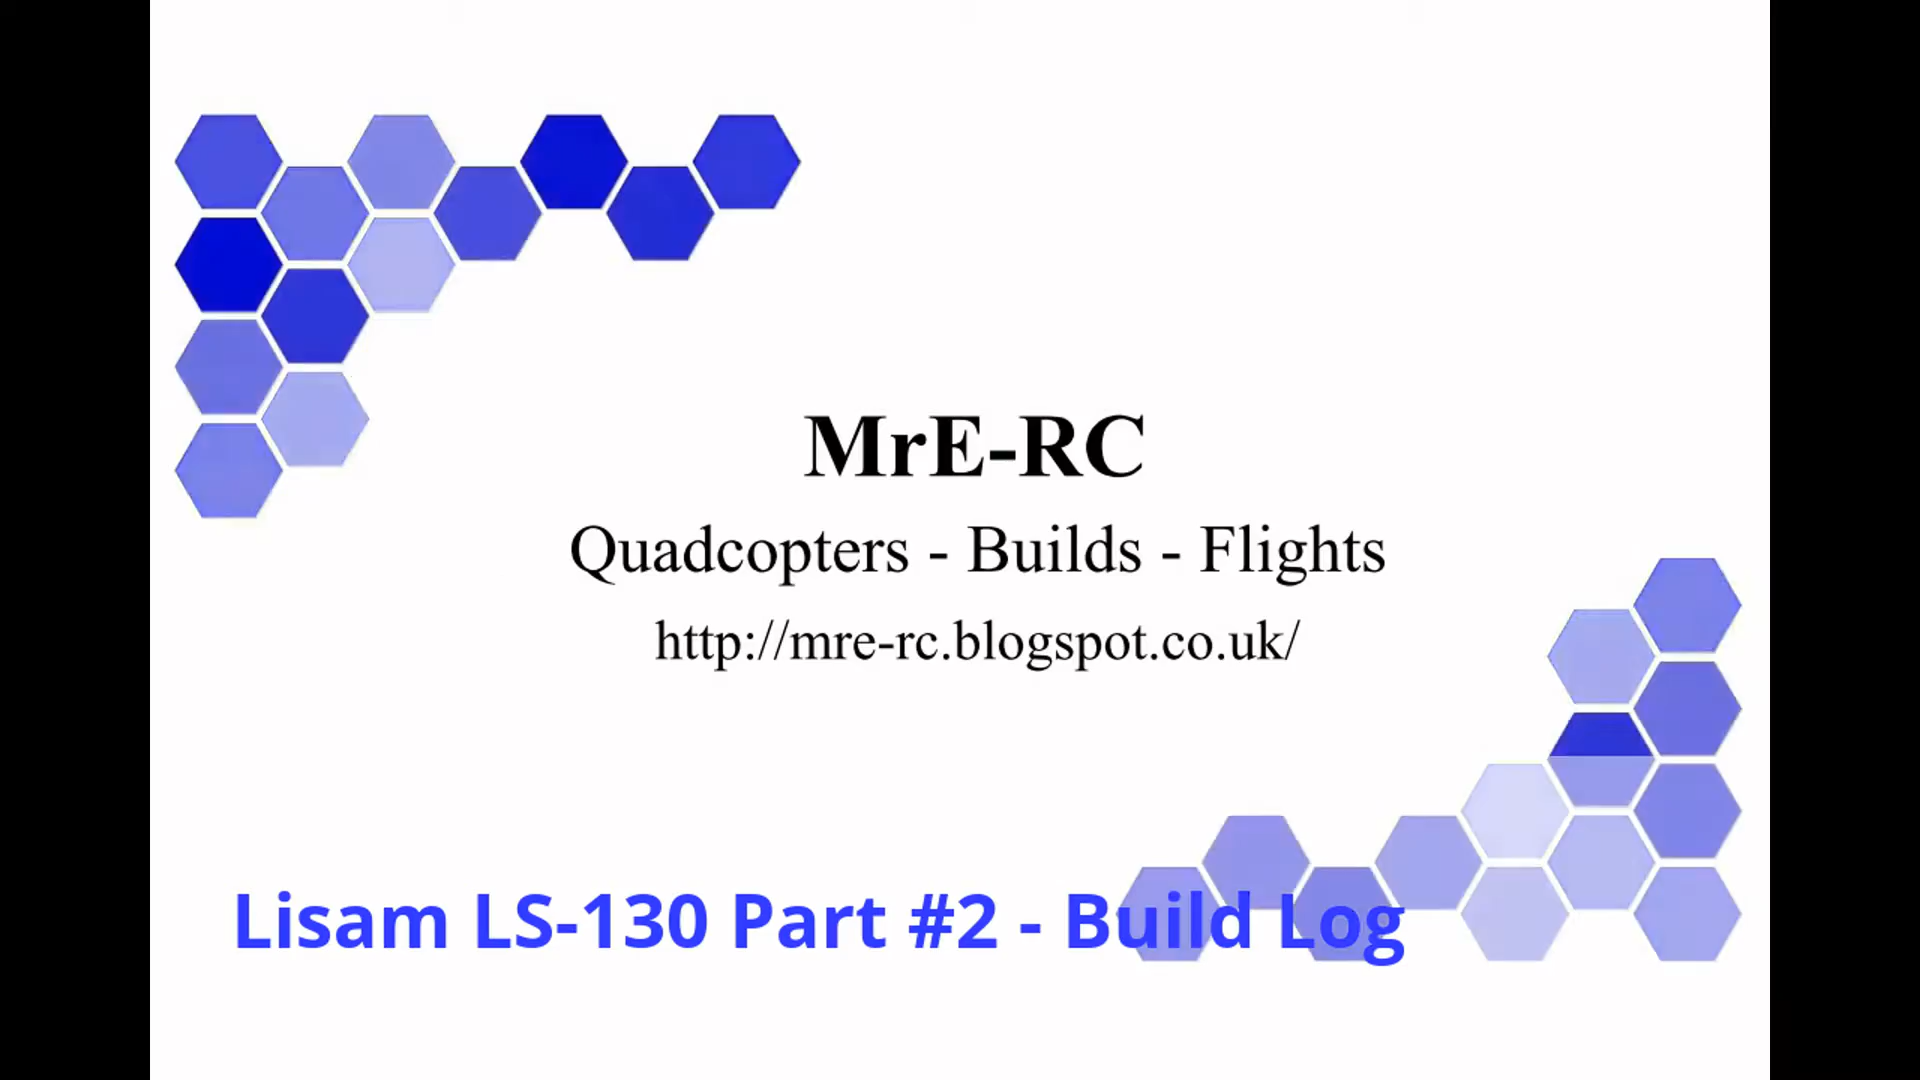 MrE-RC
Quadcopters - Builds - Flights
http://mre-rc.blogspot.co.uk/
Lisam LS-130 Part #2 - Build Log